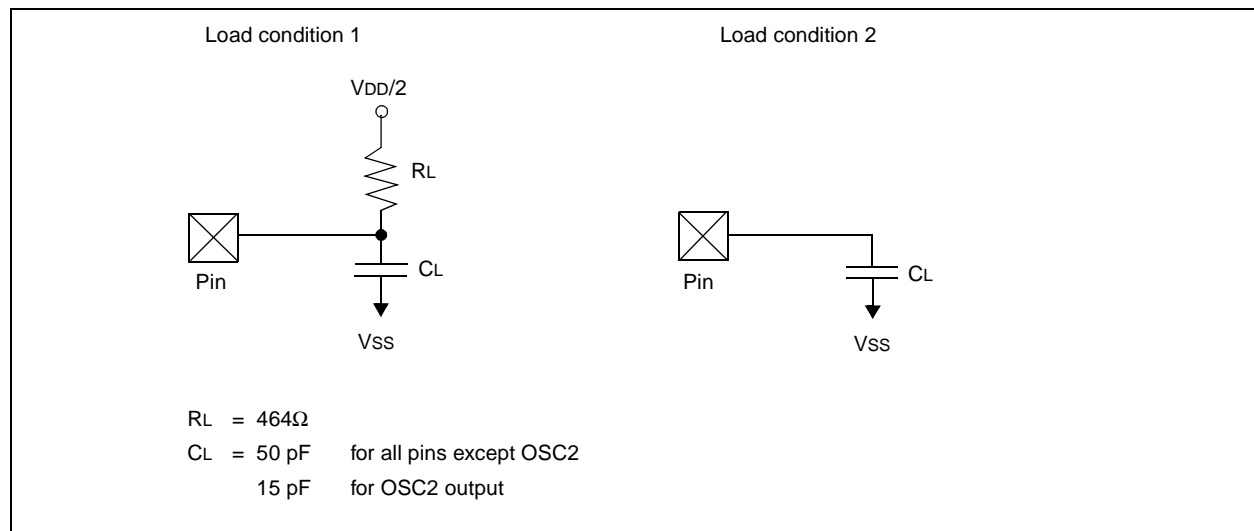 Load condition 1
Load condition 2
VDD/2
RL
CL
Pin
VSS
CL
Pin
VSS
RL = 464Ω
CL = 50 pF for all pins except OSC2
15 pF for OSC2 output